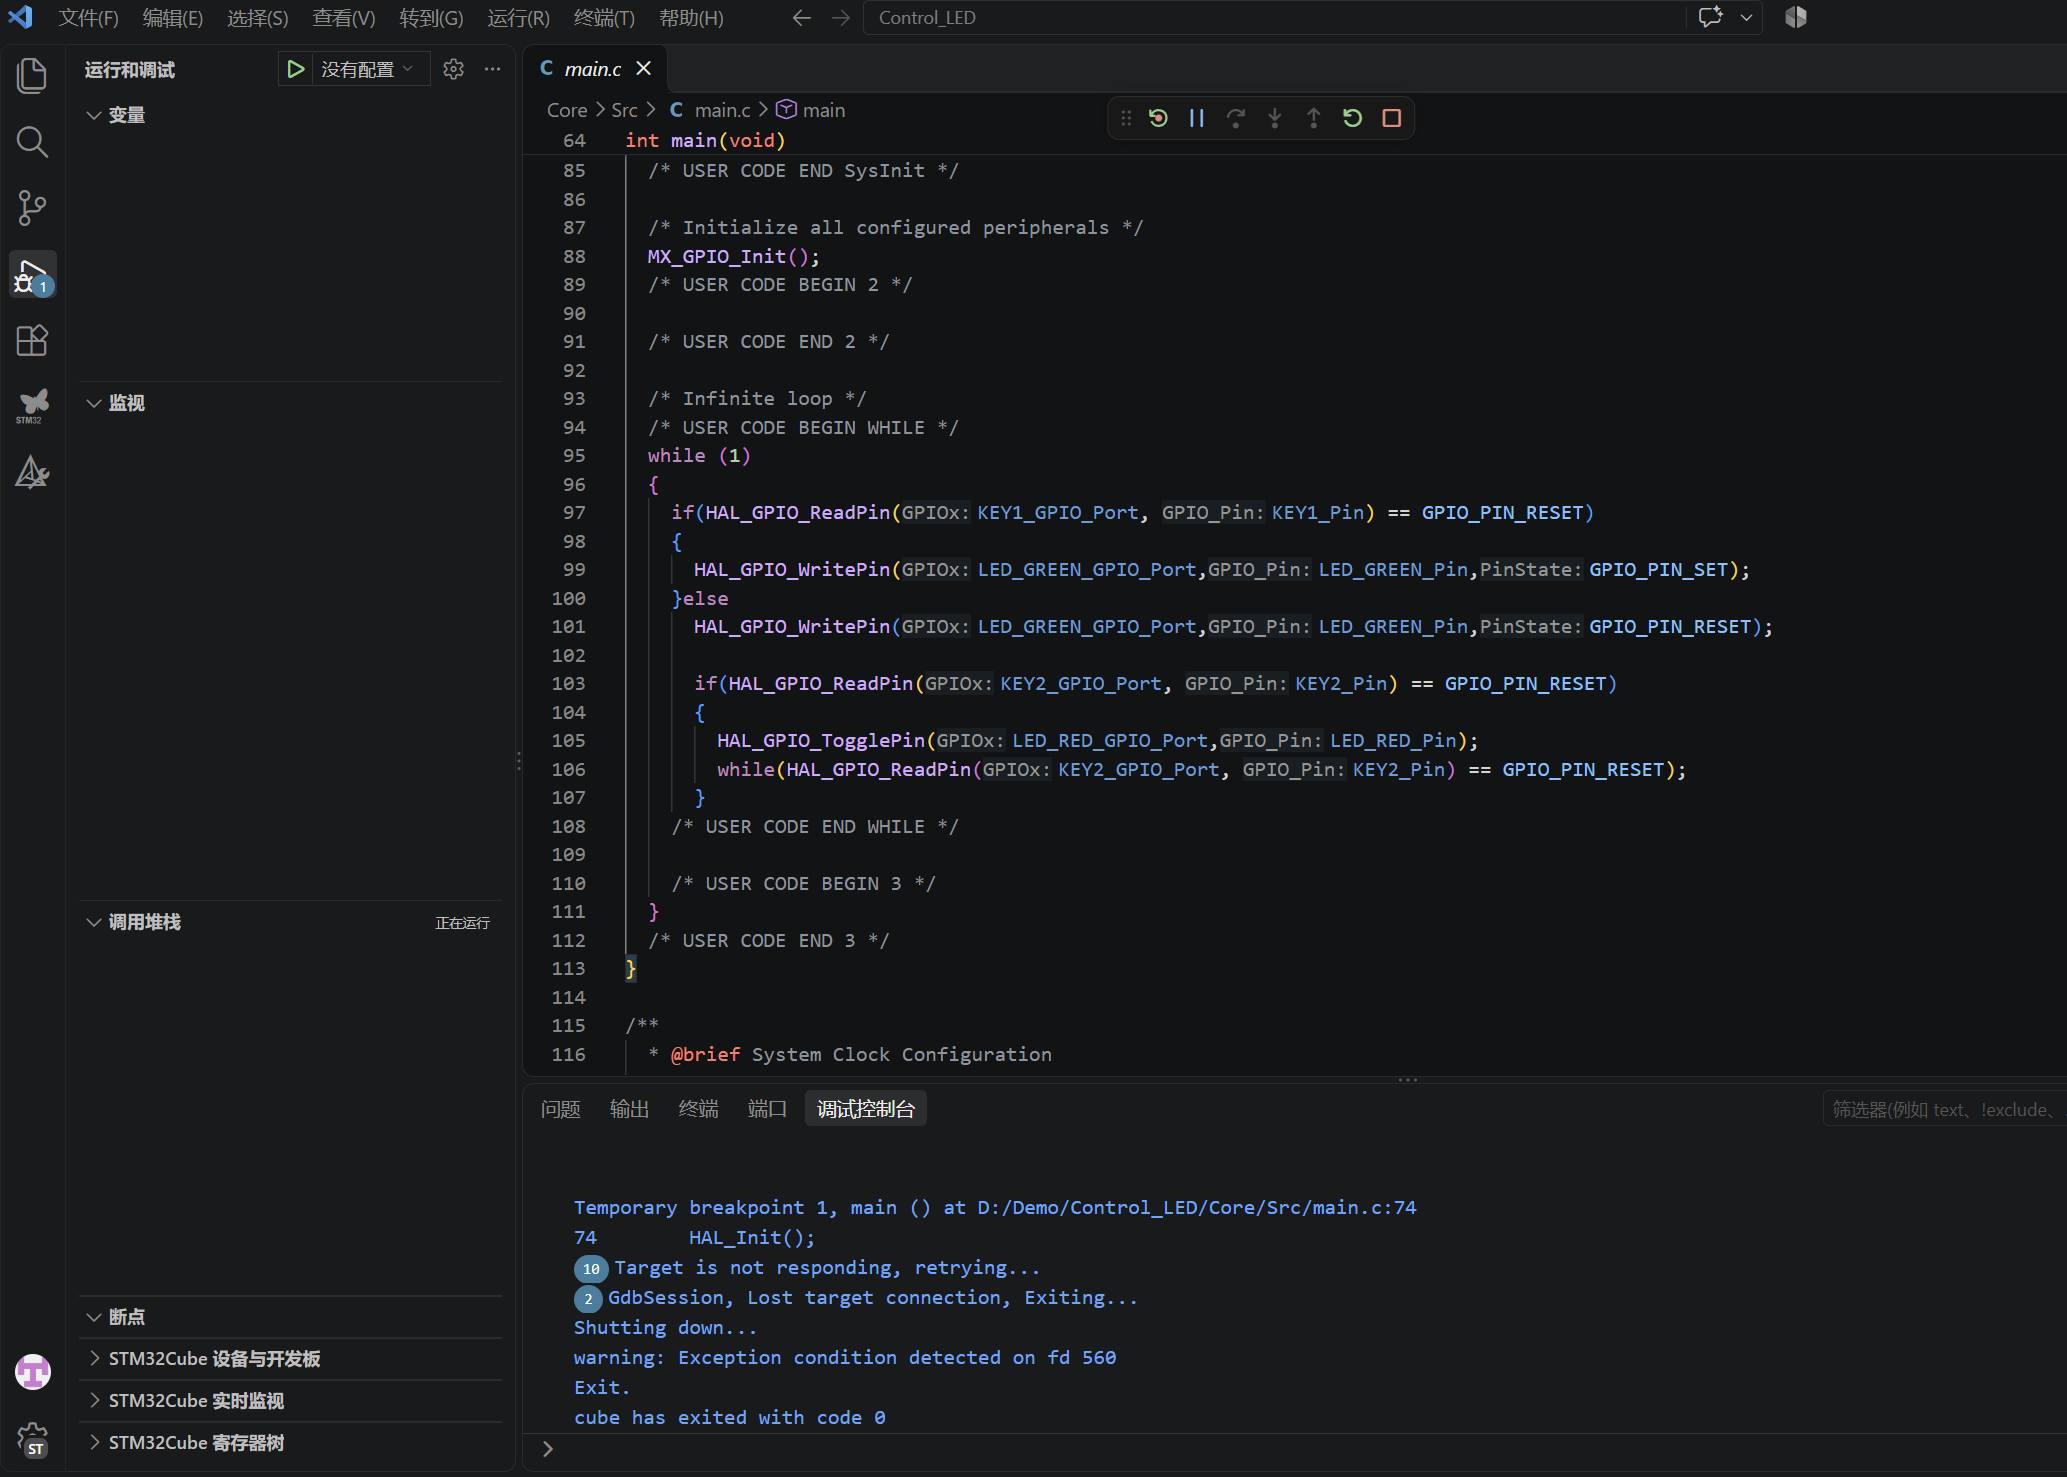 文件(F) 编辑(E) 选择(S) 查看(V) 转到(G) 运行(R) 终端(T) 帮助(H) Control_LED
运行和调试 没有配置
变量
1
STM32
监视
调用堆栈 正在运行
断点
STM32Cube 设备与开发板
STM32Cube 实时监视
STM32Cube 寄存器树
ST
C main.c
Core > Src > C main.c > main
64 int main(void)
85 /* USER CODE END SysInit */
86
87 /* Initialize all configured peripherals */
88 MX_GPIO_Init();
89 /* USER CODE BEGIN 2 */
90
91 /* USER CODE END 2 */
92
93 /* Infinite loop */
94 /* USER CODE BEGIN WHILE */
95 while (1)
96 {
97 if(HAL_GPIO_ReadPin(GPIOx: KEY1_GPIO_Port, GPIO_Pin: KEY1_Pin) == GPIO_PIN_RESET)
98 {
99 HAL_GPIO_WritePin(GPIOx: LED_GREEN_GPIO_Port,GPIO_Pin: LED_GREEN_Pin,PinState: GPIO_PIN_SET);
100 }else
101 HAL_GPIO_WritePin(GPIOx: LED_GREEN_GPIO_Port,GPIO_Pin: LED_GREEN_Pin,PinState: GPIO_PIN_RESET);
102
103 if(HAL_GPIO_ReadPin(GPIOx: KEY2_GPIO_Port, GPIO_Pin: KEY2_Pin) == GPIO_PIN_RESET)
104 {
105 HAL_GPIO_TogglePin(GPIOx: LED_RED_GPIO_Port,GPIO_Pin: LED_RED_Pin);
106 while(HAL_GPIO_ReadPin(GPIOx: KEY2_GPIO_Port, GPIO_Pin: KEY2_Pin) == GPIO_PIN_RESET);
107 }
108 /* USER CODE END WHILE */
109
110 /* USER CODE BEGIN 3 */
111 }
112 /* USER CODE END 3 */
113 }
114
115 /**
116 * @brief System Clock Configuration
问题 输出 终端 端口 调试控制台 筛选器(例如 text、!exclude、
Temporary breakpoint 1, main () at D:/Demo/Control_LED/Core/Src/main.c:74
74 HAL_Init();
10 Target is not responding, retrying...
2 GdbSession, Lost target connection, Exiting...
Shutting down...
warning: Exception condition detected on fd 560
Exit.
cube has exited with code 0
>